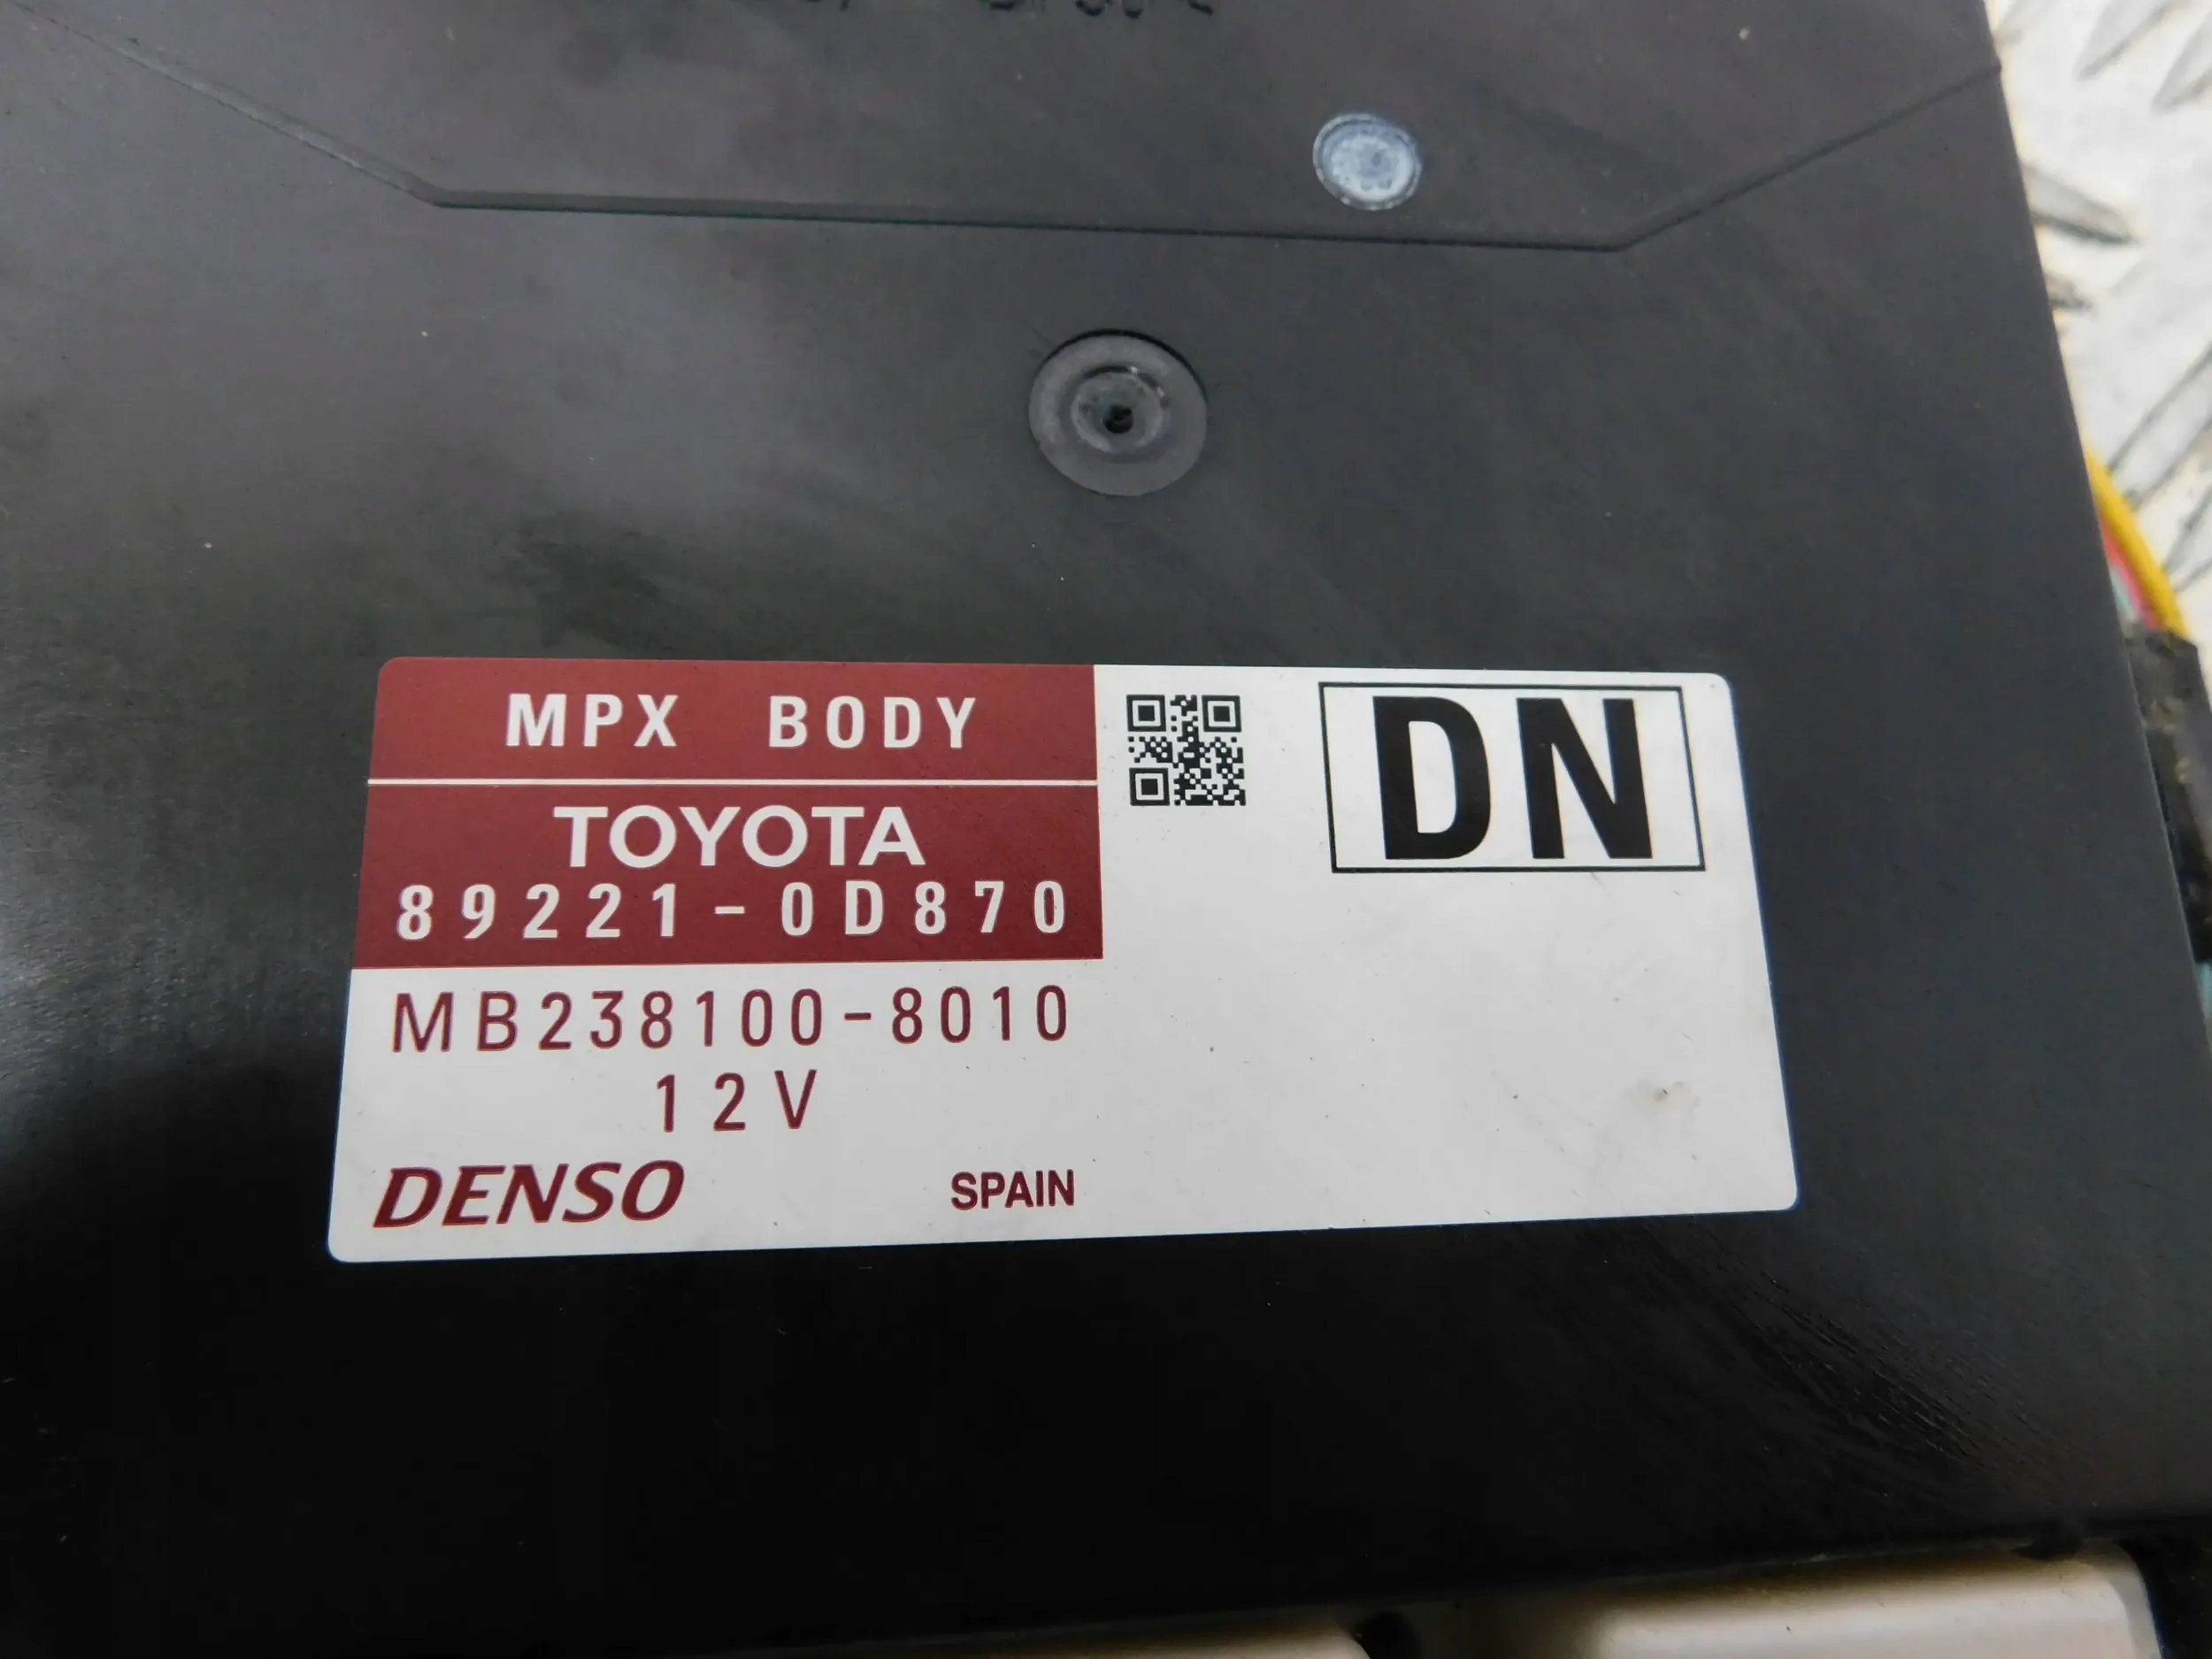 MPX BODY
TOYOTA
89221-0D870
MB238100-8010
12V
DENSO SPAIN
DN